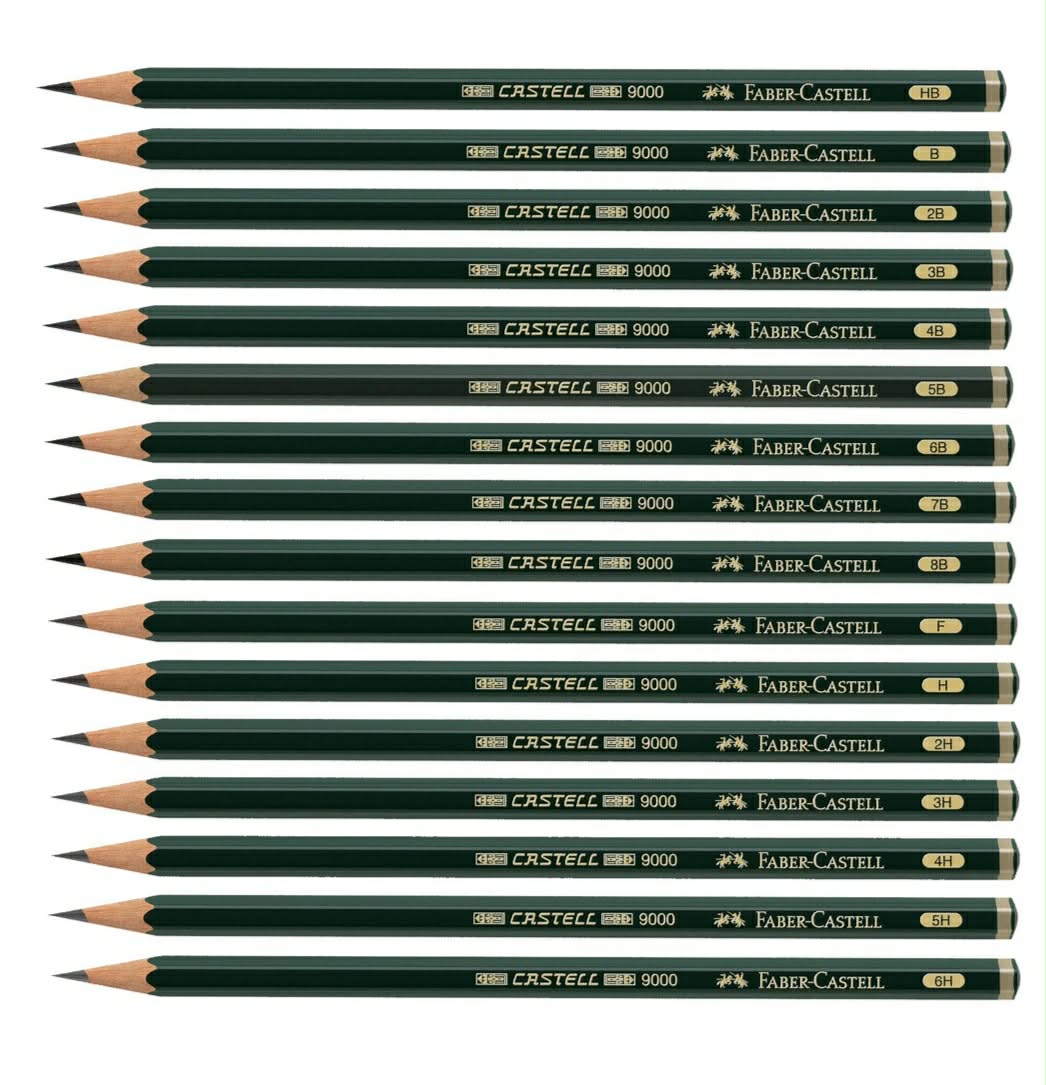 CASTELL 9000 FABER-CASTELL HB
CASTELL 9000 FABER-CASTELL B
CASTELL 9000 FABER-CASTELL 2B
CASTELL 9000 FABER-CASTELL 3B
CASTELL 9000 FABER-CASTELL 4B
CASTELL 9000 FABER-CASTELL 5B
CASTELL 9000 FABER-CASTELL 6B
CASTELL 9000 FABER-CASTELL 7B
CASTELL 9000 FABER-CASTELL 8B
CASTELL 9000 FABER-CASTELL F
CASTELL 9000 FABER-CASTELL H
CASTELL 9000 FABER-CASTELL 2H
CASTELL 9000 FABER-CASTELL 3H
CASTELL 9000 FABER-CASTELL 4H
CASTELL 9000 FABER-CASTELL 5H
CASTELL 9000 FABER-CASTELL 6H